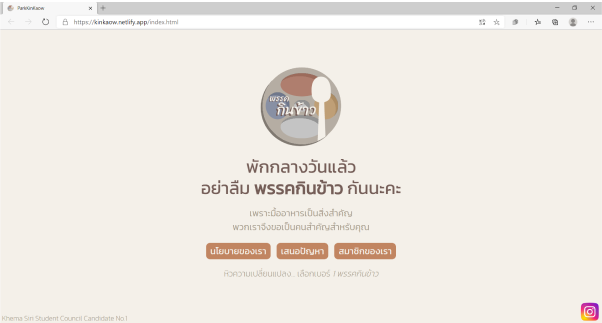 ParkKinKaow
https://kinkaow.netlify.app/index.html
พรรค
กินข้าว
พักกลางวันแล้ว
อย่าลืม พรรคกินข้าว กันนะคะ
เพราะมื้ออาหารเป็นสิ่งสำคัญ
พวกเราจึงขอเป็นคนสำคัญสำหรับคุณ
นโยบายของเรา เสนอปัญหา สมาชิกของเรา
หิวความเปลี่ยนแปลง.. เลือกเบอร์ 1 พรรคกินข้าว
Khema Siri Student Council Candidate No.1